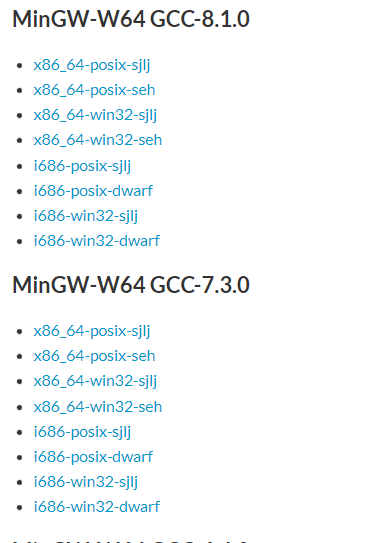 MinGW-W64 GCC-8.1.0
x86_64-posix-sjlj
x86_64-posix-seh
x86_64-win32-sjlj
x86_64-win32-seh
i686-posix-sjlj
i686-posix-dwarf
i686-win32-sjlj
i686-win32-dwarf
MinGW-W64 GCC-7.3.0
x86_64-posix-sjlj
x86_64-posix-seh
x86_64-win32-sjlj
x86_64-win32-seh
i686-posix-sjlj
i686-posix-dwarf
i686-win32-sjlj
i686-win32-dwarf